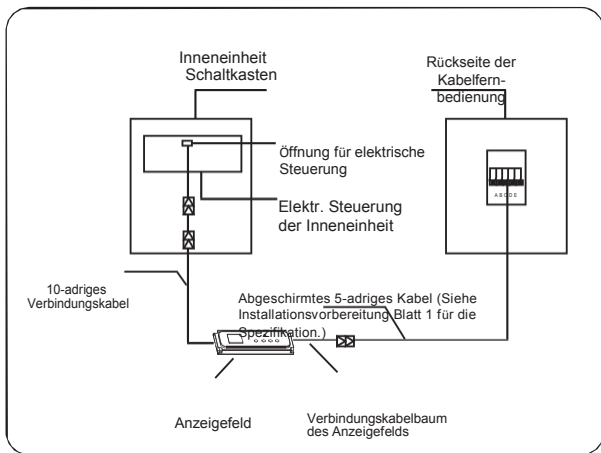 Inneneinheit
Schaltkasten
Rückseite der
Kabelfern-
bedienung
Öffnung für elektrische
Steuerung
A B C D E
Elektr. Steuerung
der Inneneinheit
10-adriges
Verbindungskabel
Abgeschirmtes 5-adriges Kabel (Siehe
Installationsvorbereitung Blatt 1 für die
Spezifikation.)
Anzeigefeld
Verbindungskabelbaum
des Anzeigefelds